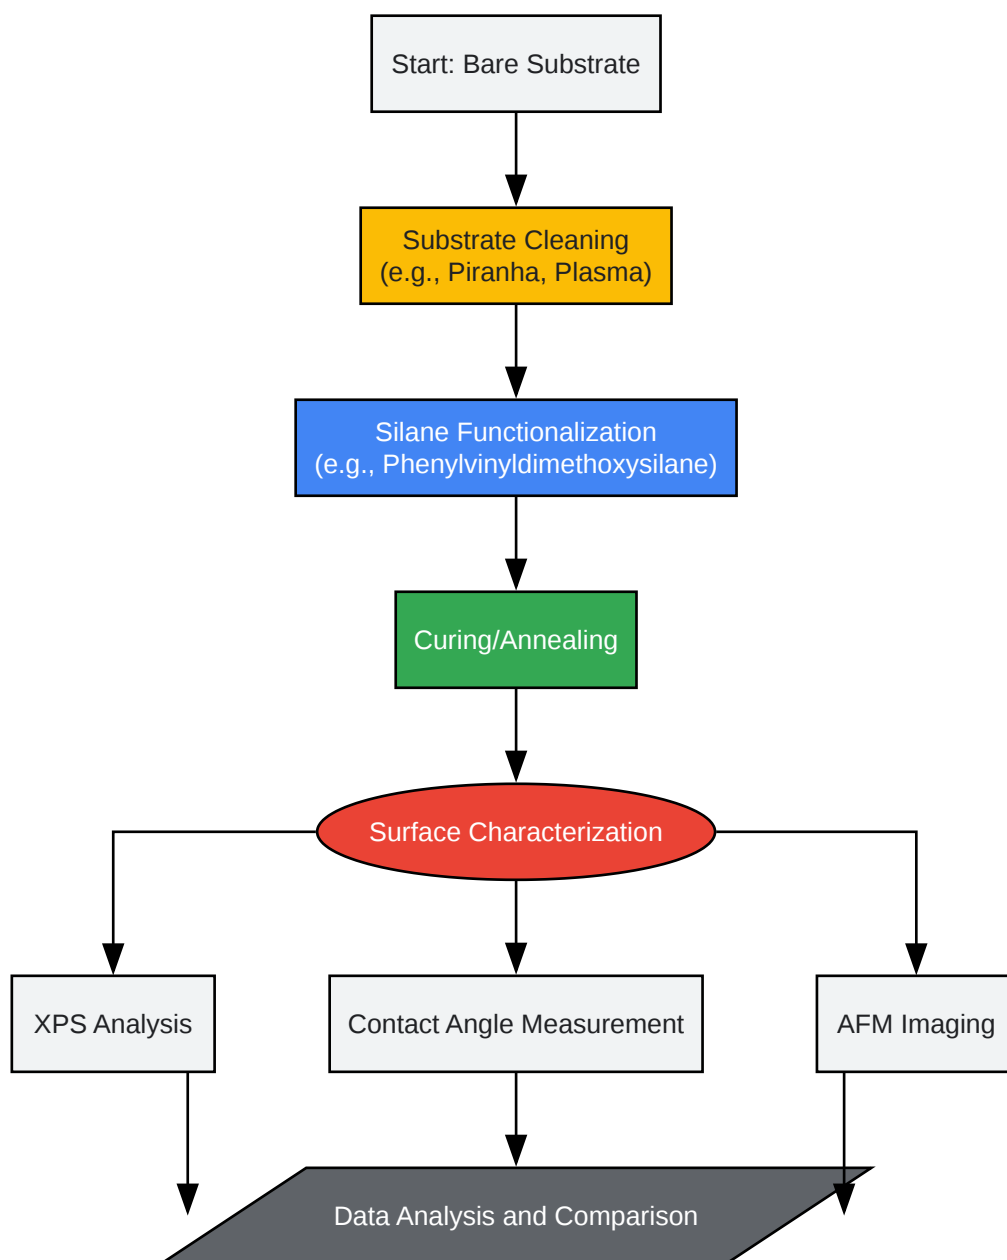 Start: Bare Substrate
Substrate Cleaning
(e.g., Piranha, Plasma)
Silane Functionalization
(e.g., Phenylvinyldimethoxysilane)
Curing/Annealing
Surface Characterization
XPS Analysis
Contact Angle Measurement
AFM Imaging
Data Analysis and Comparison